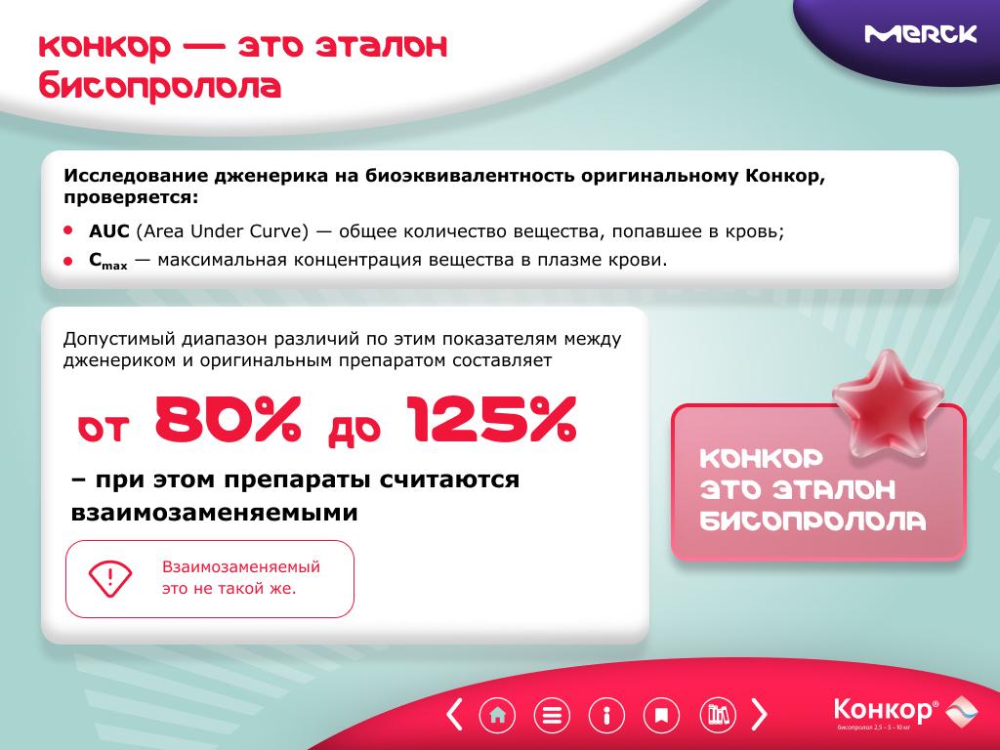 конкор — это эталон
бисопролола
MERCK
Исследование дженерика на биоэквивалентность оригинальному Конкор,
проверяется:
AUC (Area Under Curve) — общее количество вещества, попавшее в кровь;
Cmax — максимальная концентрация вещества в плазме крови.
Допустимый диапазон различий по этим показателям между
дженериком и оригинальным препаратом составляет
от 80% до 125%
– при этом препараты считаются
взаимозаменяемыми
Взаимозаменяемый
это не такой же.
КОНКОР
ЭТО ЭТАЛОН
БИСОПРОЛОЛА
Конкор®
бисопролол 2,5 – 5 – 10 мг